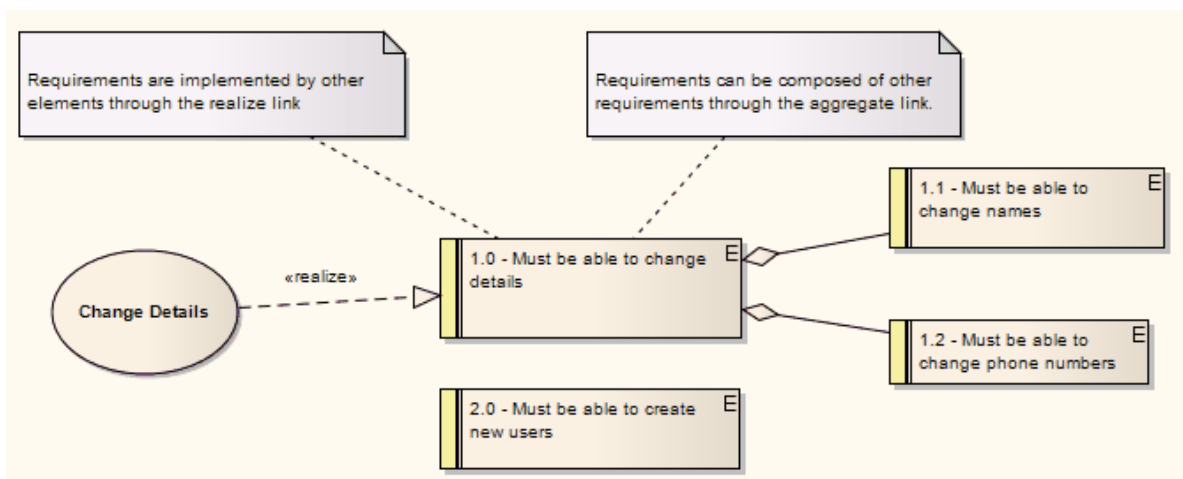 Requirements are implemented by other
elements through the realize link
Requirements can be composed of other
requirements through the aggregate link.
1.1 - Must be able to
change names
E
1.0 - Must be able to change
details
E
«realize»
Change Details
1.2 - Must be able to
change phone numbers
E
2.0 - Must be able to create
new users
E